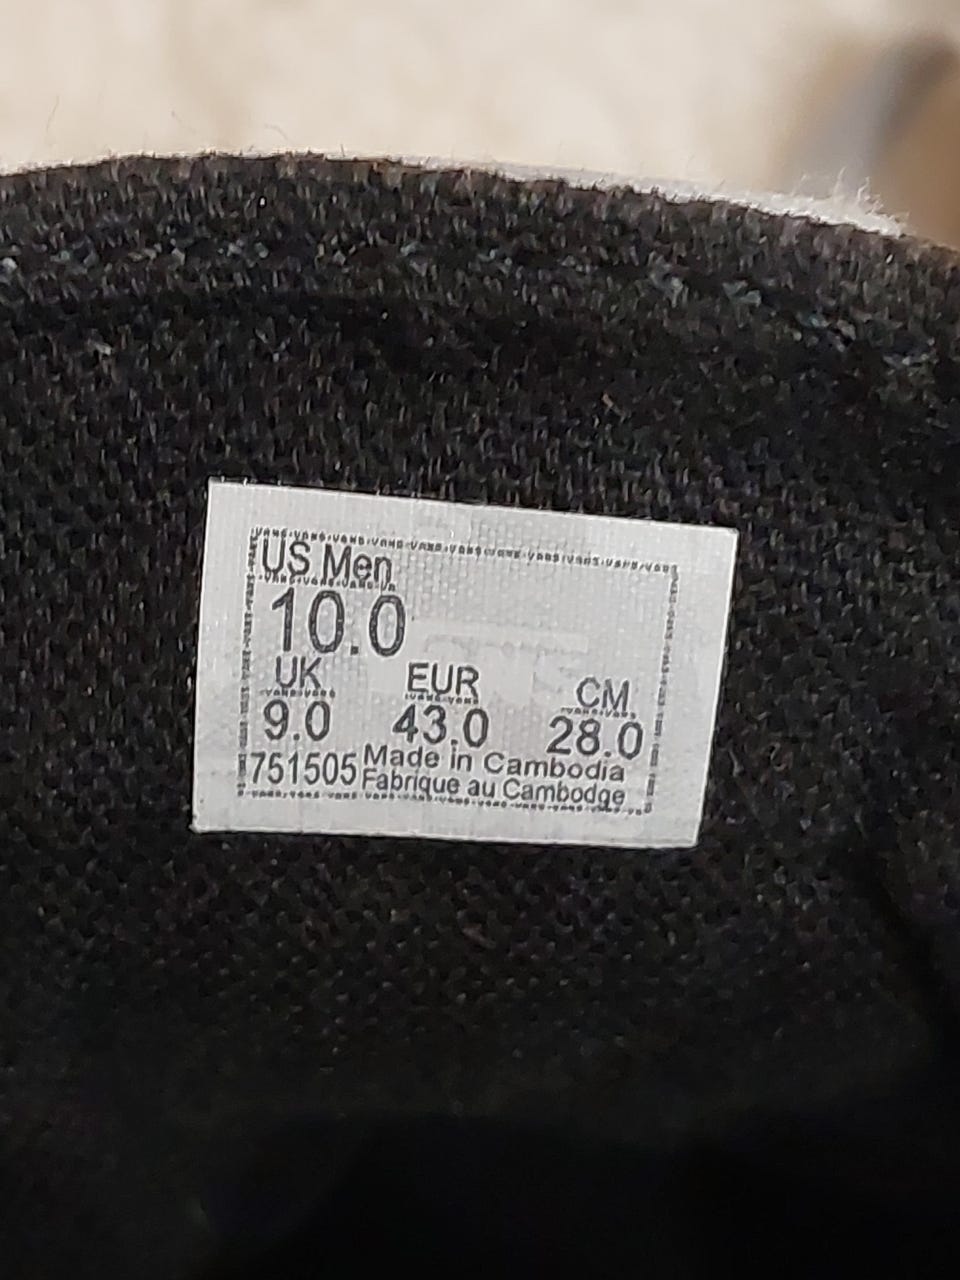 US Men
10.0
UK EUR CM
9.0 43.0 28.0
751505 Made in Cambodia
Fabrique au Cambodge